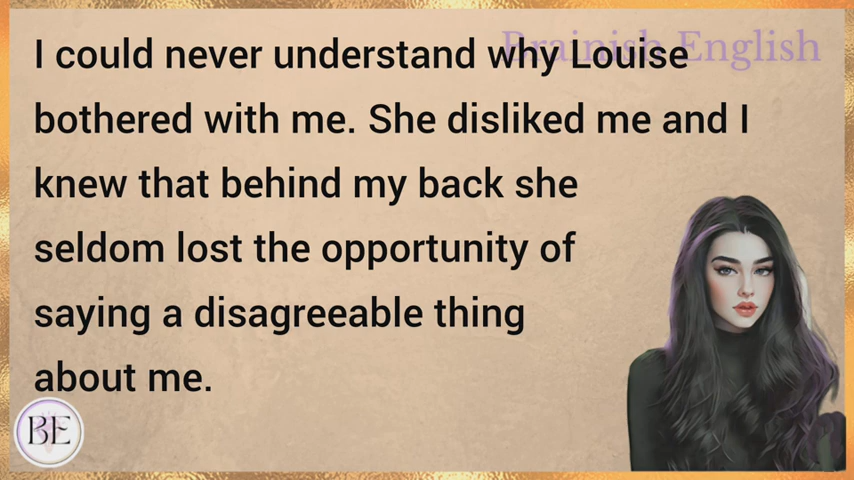 Brainish English
I could never understand why Louise
bothered with me. She disliked me and I
knew that behind my back she
seldom lost the opportunity of
saying a disagreeable thing
about me.
BE